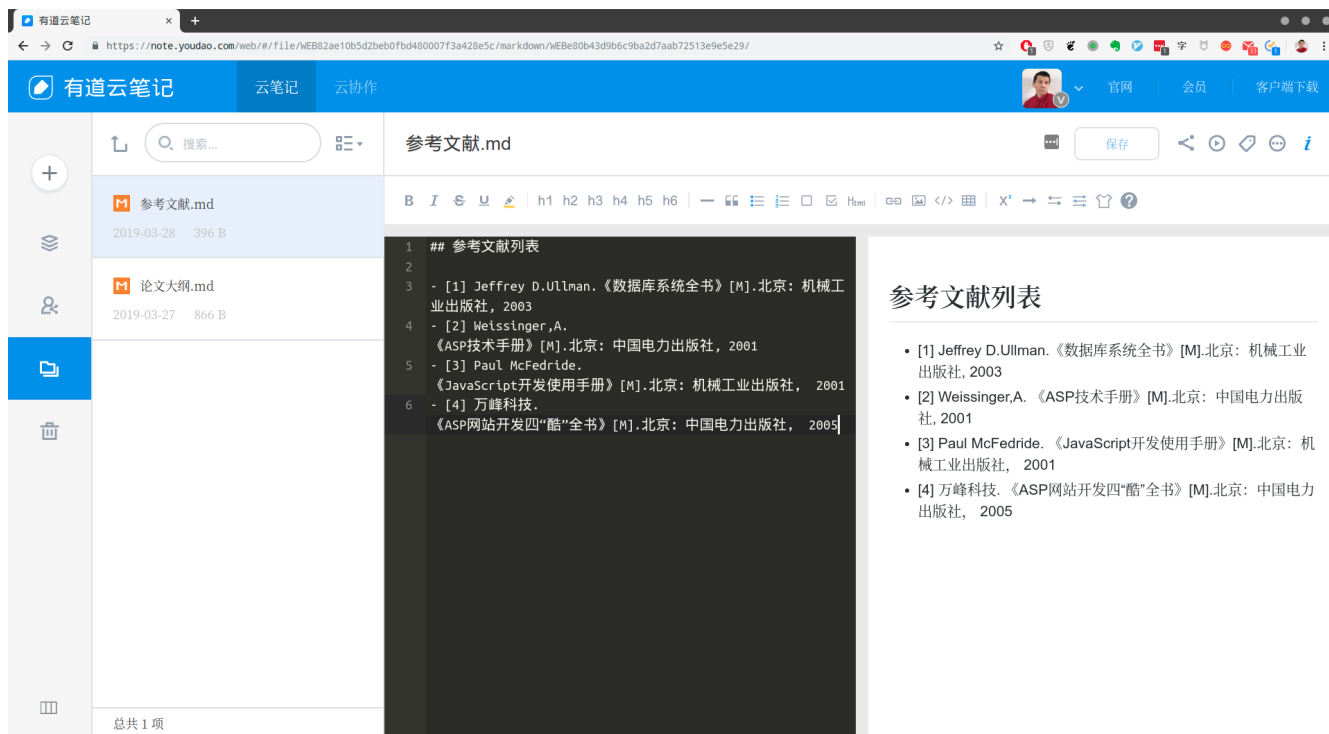 有道云笔记
https://note.youdao.com/web/#/file/WEB82ae10b5d2beb0fbd480007f3a428e5c/markdown/WEBe80b43d9b6c9ba2d7aab72513e9e5e29/
有道云笔记 云笔记 云协作 官网 会员 客户端下载
搜索...
参考文献.md
保存
参考文献.md
2019-03-28 396 B
论文大纲.md
2019-03-27 866 B
总共 1 项
B I S U h1 h2 h3 h4 h5 h6 Html </> X²
1 ## 参考文献列表
2
3 - [1] Jeffrey D.Ullman.《数据库系统全书》[M].北京: 机械工
业出版社, 2003
4 - [2] Weissinger,A.
《ASP技术手册》[M].北京: 中国电力出版社, 2001
5 - [3] Paul McFedride.
《JavaScript开发使用手册》[M].北京: 机械工业出版社, 2001
6 - [4] 万峰科技.
《ASP网站开发四“酷”全书》[M].北京: 中国电力出版社, 2005
参考文献列表
• [1] Jeffrey D.Ullman.《数据库系统全书》[M].北京: 机械工业
出版社, 2003
• [2] Weissinger,A. 《ASP技术手册》[M].北京: 中国电力出版
社, 2001
• [3] Paul McFedride. 《JavaScript开发使用手册》[M].北京: 机
械工业出版社, 2001
• [4] 万峰科技. 《ASP网站开发四“酷”全书》[M].北京: 中国电力
出版社, 2005